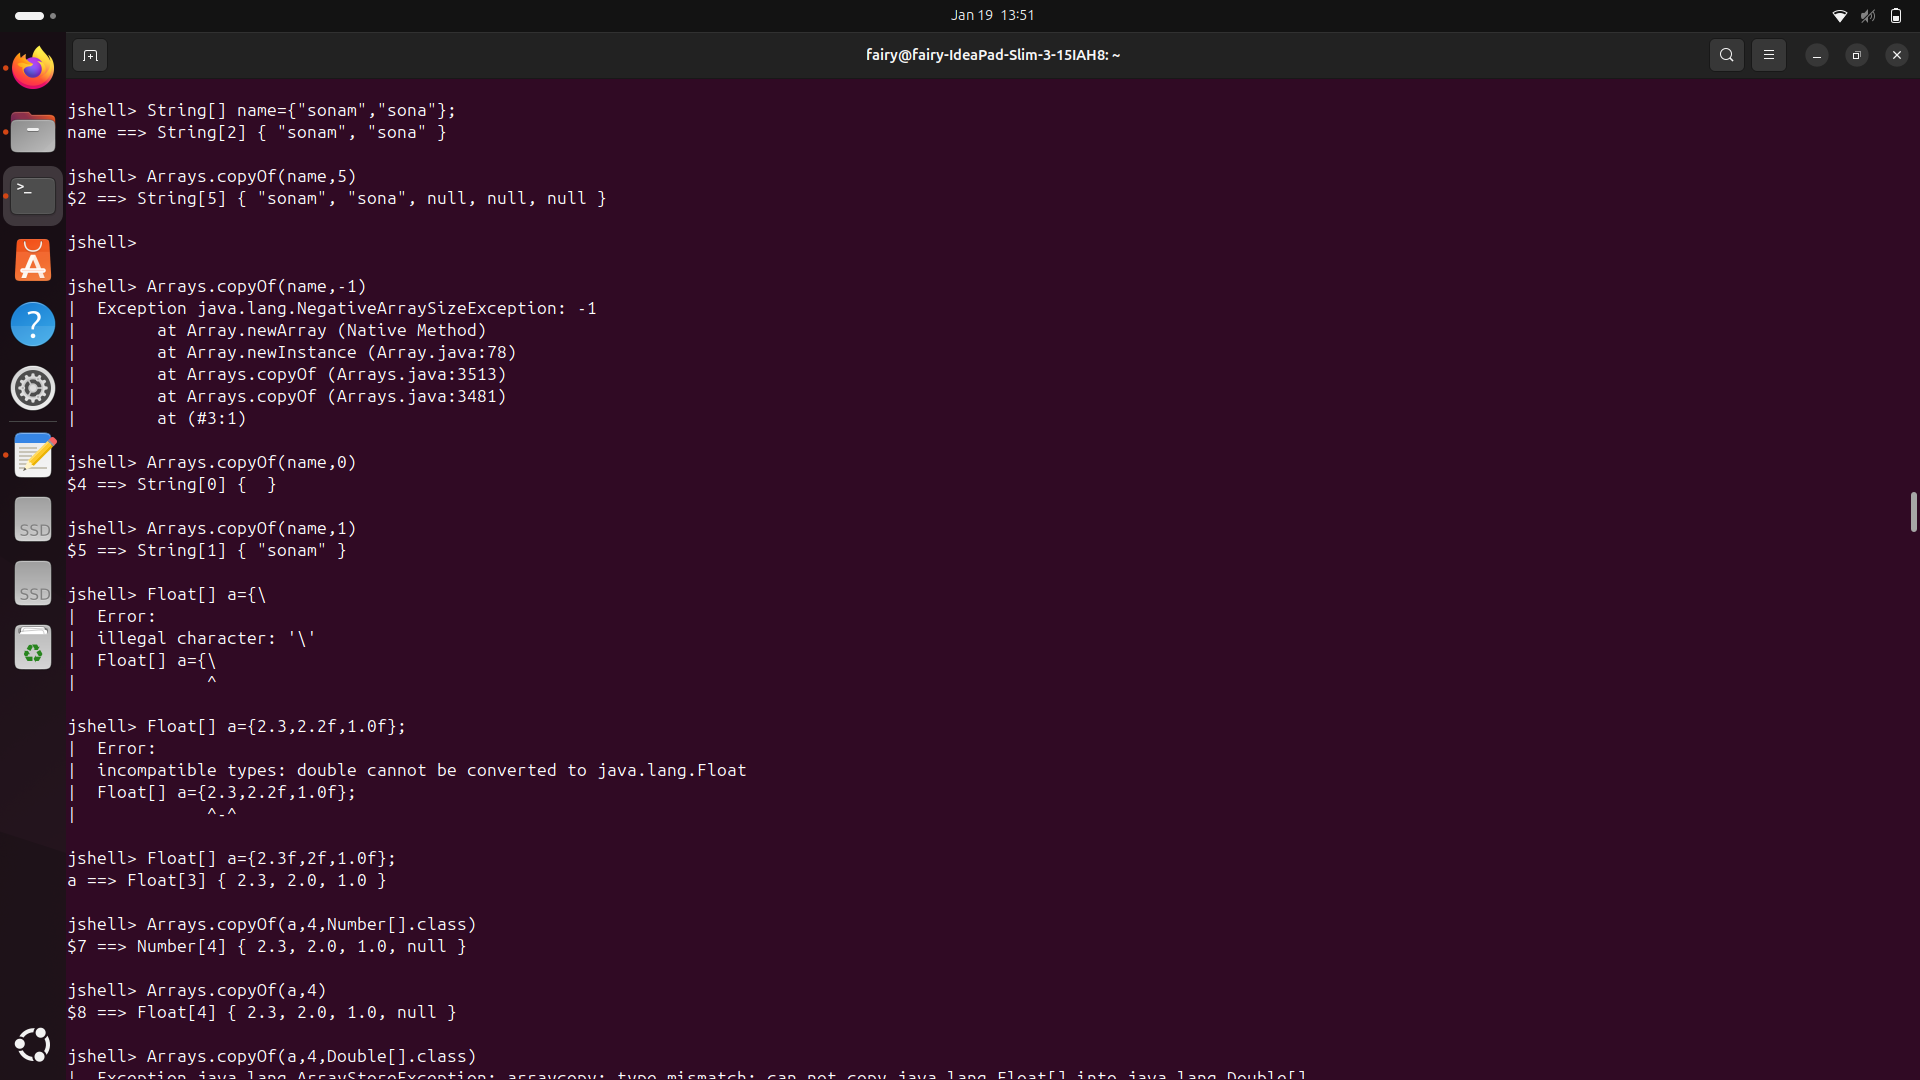 Jan 19 13:51
fairy@fairy-IdeaPad-Slim-3-15IAH8: ~
jshell> String[] name={"sonam","sona"};
name ==> String[2] { "sonam", "sona" }
jshell> Arrays.copyOf(name,5)
$2 ==> String[5] { "sonam", "sona", null, null, null }
jshell>
jshell> Arrays.copyOf(name,-1)
|  Exception java.lang.NegativeArraySizeException: -1
|        at Array.newArray (Native Method)
|        at Array.newInstance (Array.java:78)
|        at Arrays.copyOf (Arrays.java:3513)
|        at Arrays.copyOf (Arrays.java:3481)
|        at (#3:1)
jshell> Arrays.copyOf(name,0)
$4 ==> String[0] {  }
jshell> Arrays.copyOf(name,1)
$5 ==> String[1] { "sonam" }
jshell> Float[] a={\
|  Error:
|  illegal character: '\'
|  Float[] a={\
|             ^
jshell> Float[] a={2.3,2.2f,1.0f};
|  Error:
|  incompatible types: double cannot be converted to java.lang.Float
|  Float[] a={2.3,2.2f,1.0f};
|             ^-^
jshell> Float[] a={2.3f,2f,1.0f};
a ==> Float[3] { 2.3, 2.0, 1.0 }
jshell> Arrays.copyOf(a,4,Number[].class)
$7 ==> Number[4] { 2.3, 2.0, 1.0, null }
jshell> Arrays.copyOf(a,4)
$8 ==> Float[4] { 2.3, 2.0, 1.0, null }
jshell> Arrays.copyOf(a,4,Double[].class)
|  Exception java.lang.ArrayStoreException: arraycopy: type mismatch: can not copy java.lang.Float[] into java.lang.Double[]
>_
A
?
SSD
SSD